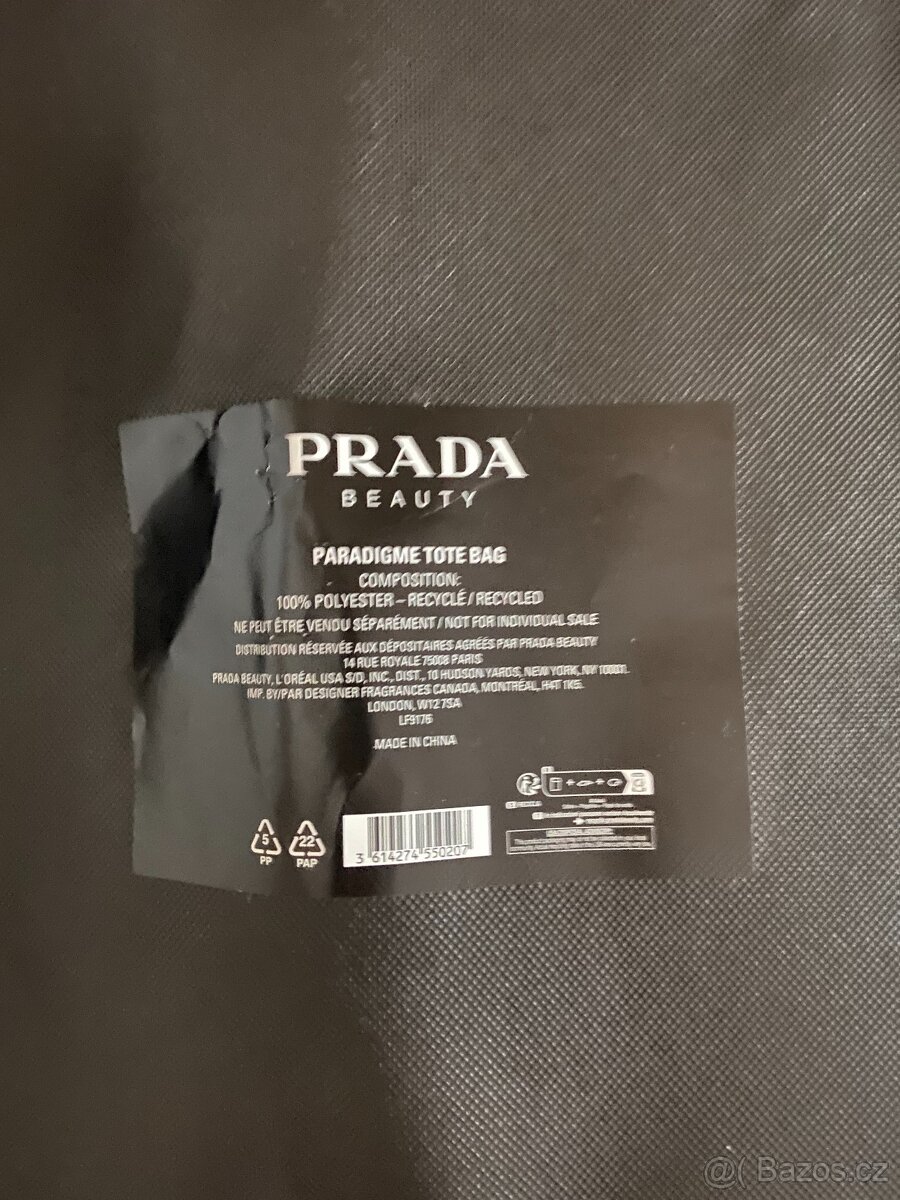 PRADA
BEAUTY
PARADIGME TOTE BAG
COMPOSITION:
100% POLYESTER – RECYCLÉ / RECYCLED
NE PEUT ÊTRE VENDU SÉPARÉMENT / NOT FOR INDIVIDUAL SALE
DISTRIBUTION RÉSERVÉE AUX DÉPOSITAIRES AGRÉÉS PAR PRADA BEAUTY
14 RUE ROYALE 75008 PARIS
PRADA BEAUTY, L'ORÉAL USA S/D, INC., DIST., 10 HUDSON YARDS, NEW YORK, NY 10001.
IMP. BY/PAR DESIGNER FRAGRANCES CANADA, MONTRÉAL, H4T 1K5.
LONDON, W12 7SA
LF9176
MADE IN CHINA
5
PP
22
PAP
3 614274 550207
@( Bazos.cz